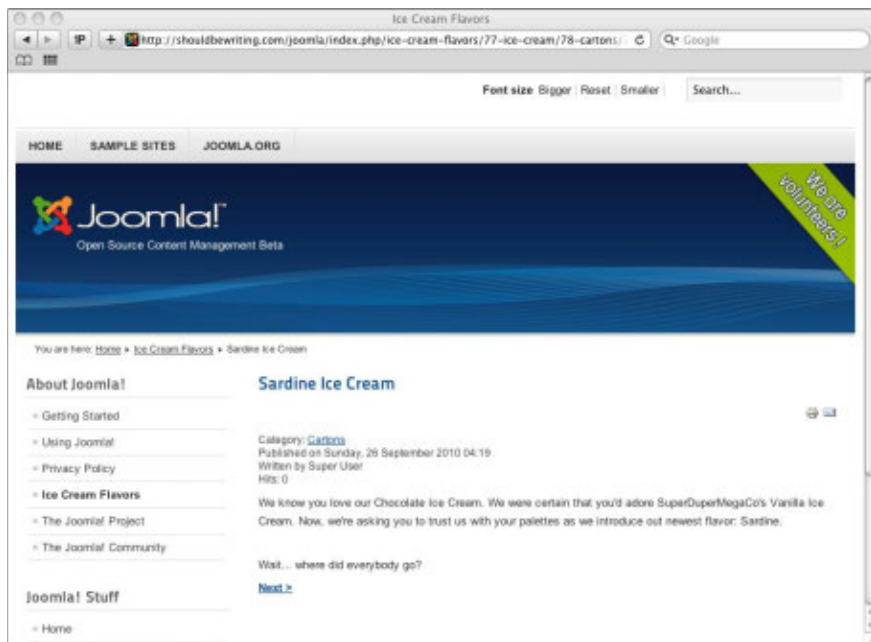 Ice Cream Flavors
http://shouldbewriting.com/joomla/index.php/ice-cream-flavors/77-ice-cream/78-cartons/
Google
Font size Bigger Reset Smaller Search...
HOME SAMPLE SITES JOOMLA.ORG
We are
volunteers!
Joomla!™
Open Source Content Management Beta
You are here: Home Ice Cream Flavors Sardine Ice Cream
About Joomla!
Getting Started
Using Joomla!
Privacy Policy
Ice Cream Flavors
The Joomla! Project
The Joomla! Community
Joomla! Stuff
Home
Sardine Ice Cream
Category: Cartons
Published on Sunday, 26 September 2010 04:19
Written by Super User
Hits: 0
We know you love our Chocolate Ice Cream. We were certain that you'd adore SuperDuperMegaCo's Vanilla Ice
Cream. Now, we're asking you to trust us with your palettes as we introduce out newest flavor: Sardine.
Wait... where did everybody go?
Next >